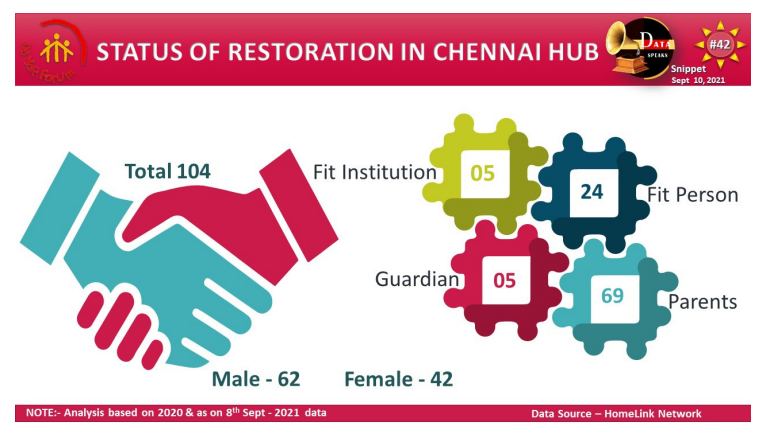 STATUS OF RESTORATION IN CHENNAI HUB
DATA
SPEAKS
#42
Snippet
Sept 10, 2021
Total 104
Fit Institution
05
24
Fit Person
Guardian
05
69
Parents
Male - 62
Female - 42
NOTE:- Analysis based on 2020 & as on 8th Sept - 2021 data
Data Source – HomeLink Network